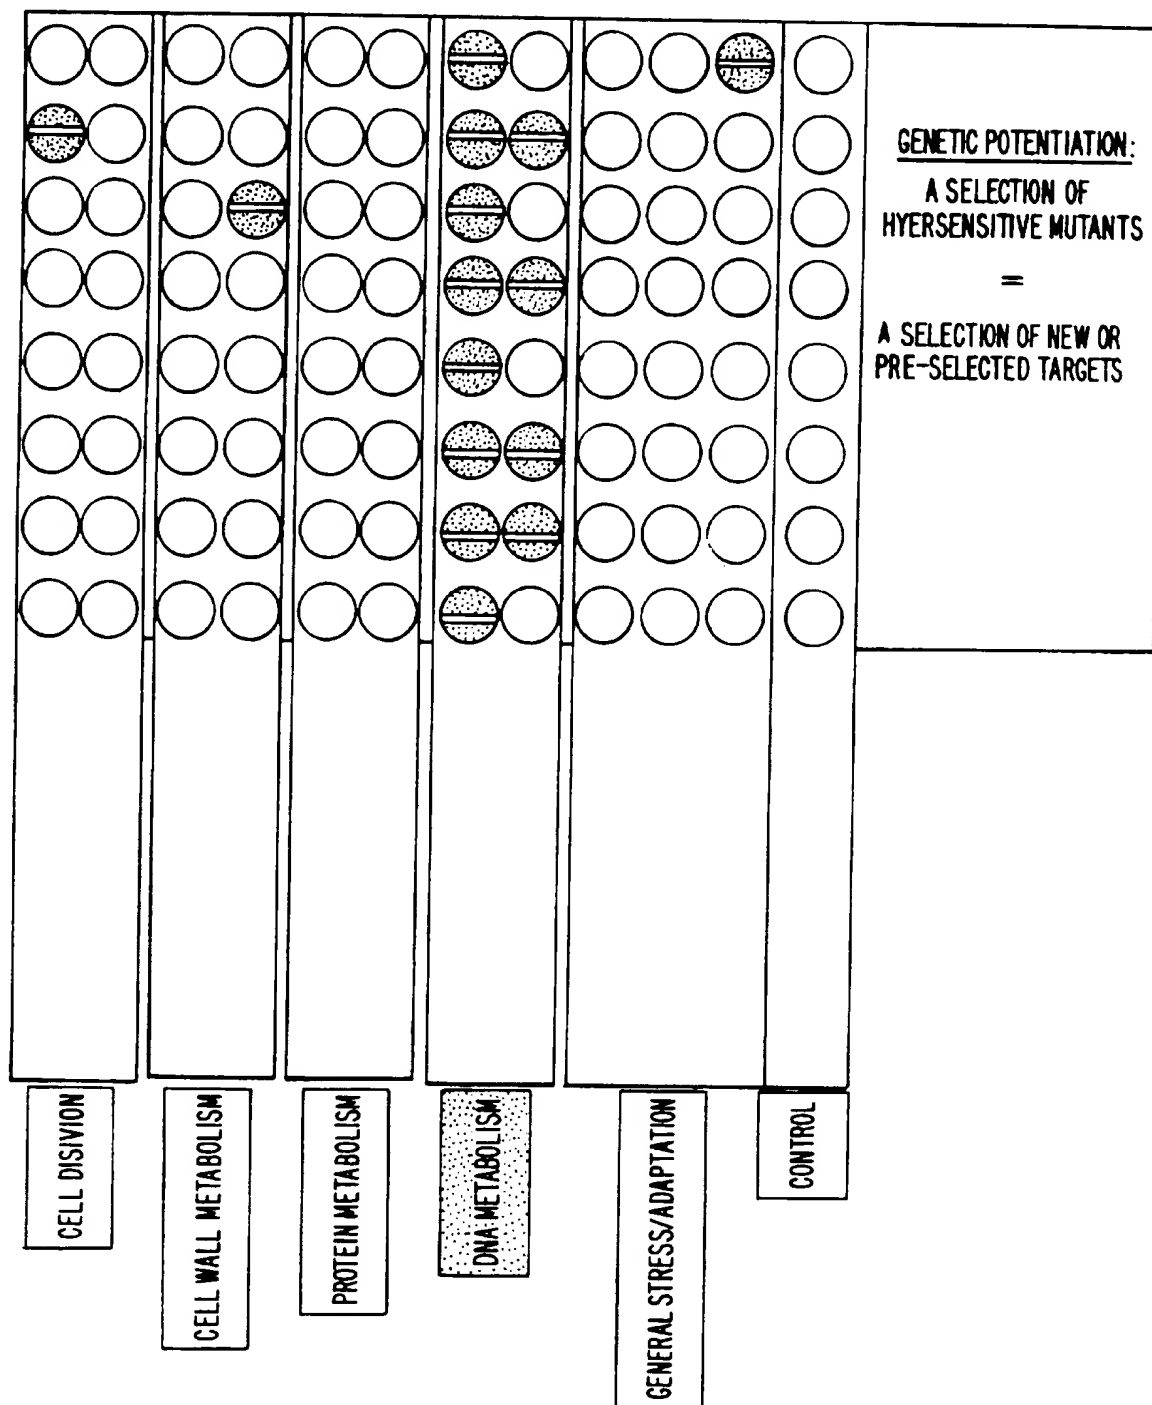 GENETIC POTENTIATION:
A SELECTION OF
HYERSENSITIVE MUTANTS
=
A SELECTION OF NEW OR
PRE-SELECTED TARGETS
CELL DISIVION
CELL WALL METABOLISM
PROTEIN METABOLISM
DNA METABOLISM
GENERAL STRESS/ADAPTATION
CONTROL